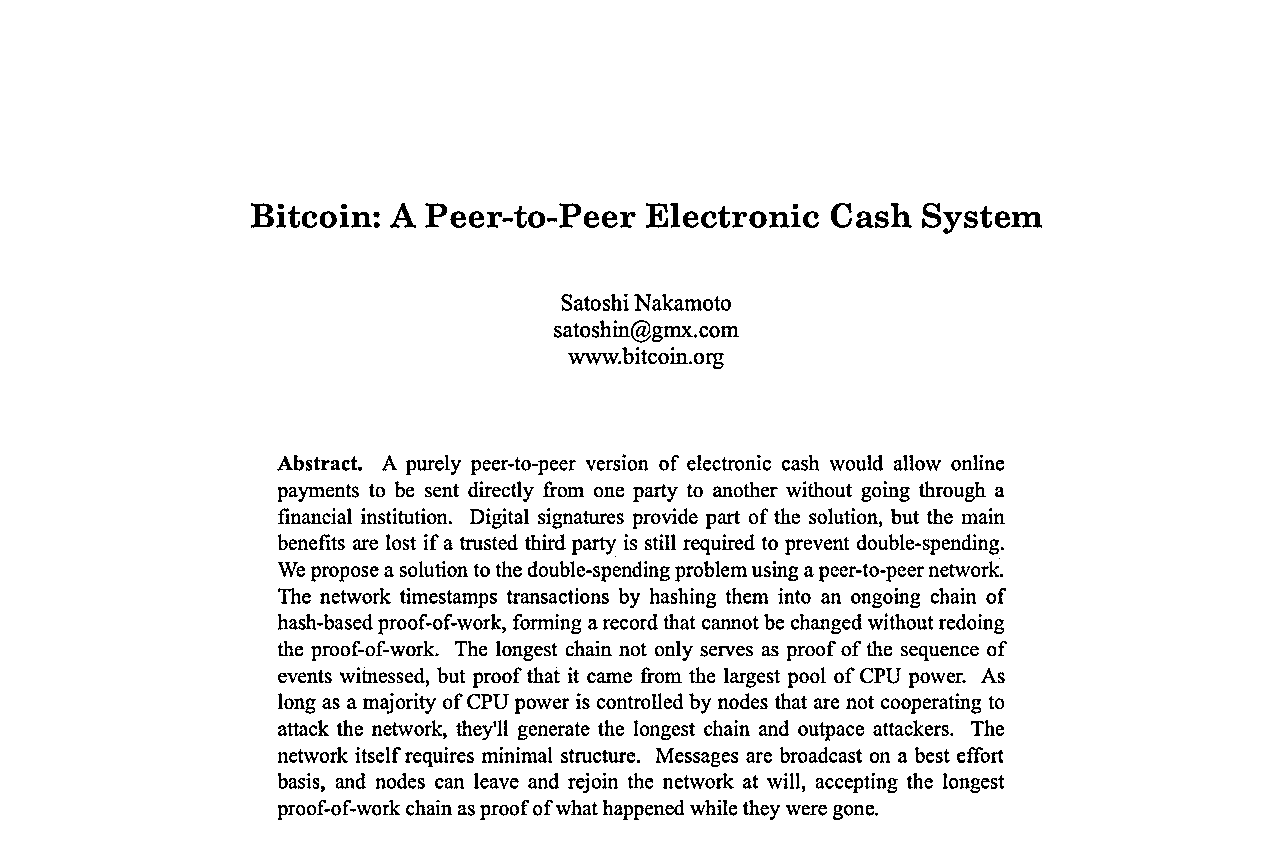 Bitcoin: A Peer-to-Peer Electronic Cash System
Satoshi Nakamoto
satoshin@gmx.com
www.bitcoin.org
Abstract. A purely peer-to-peer version of electronic cash would allow online
payments to be sent directly from one party to another without going through a
financial institution. Digital signatures provide part of the solution, but the main
benefits are lost if a trusted third party is still required to prevent double-spending.
We propose a solution to the double-spending problem using a peer-to-peer network.
The network timestamps transactions by hashing them into an ongoing chain of
hash-based proof-of-work, forming a record that cannot be changed without redoing
the proof-of-work. The longest chain not only serves as proof of the sequence of
events witnessed, but proof that it came from the largest pool of CPU power. As
long as a majority of CPU power is controlled by nodes that are not cooperating to
attack the network, they'll generate the longest chain and outpace attackers. The
network itself requires minimal structure. Messages are broadcast on a best effort
basis, and nodes can leave and rejoin the network at will, accepting the longest
proof-of-work chain as proof of what happened while they were gone.